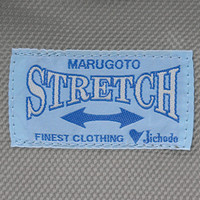 MARUGOTO
STRETCH
FINEST CLOTHING Jichodo